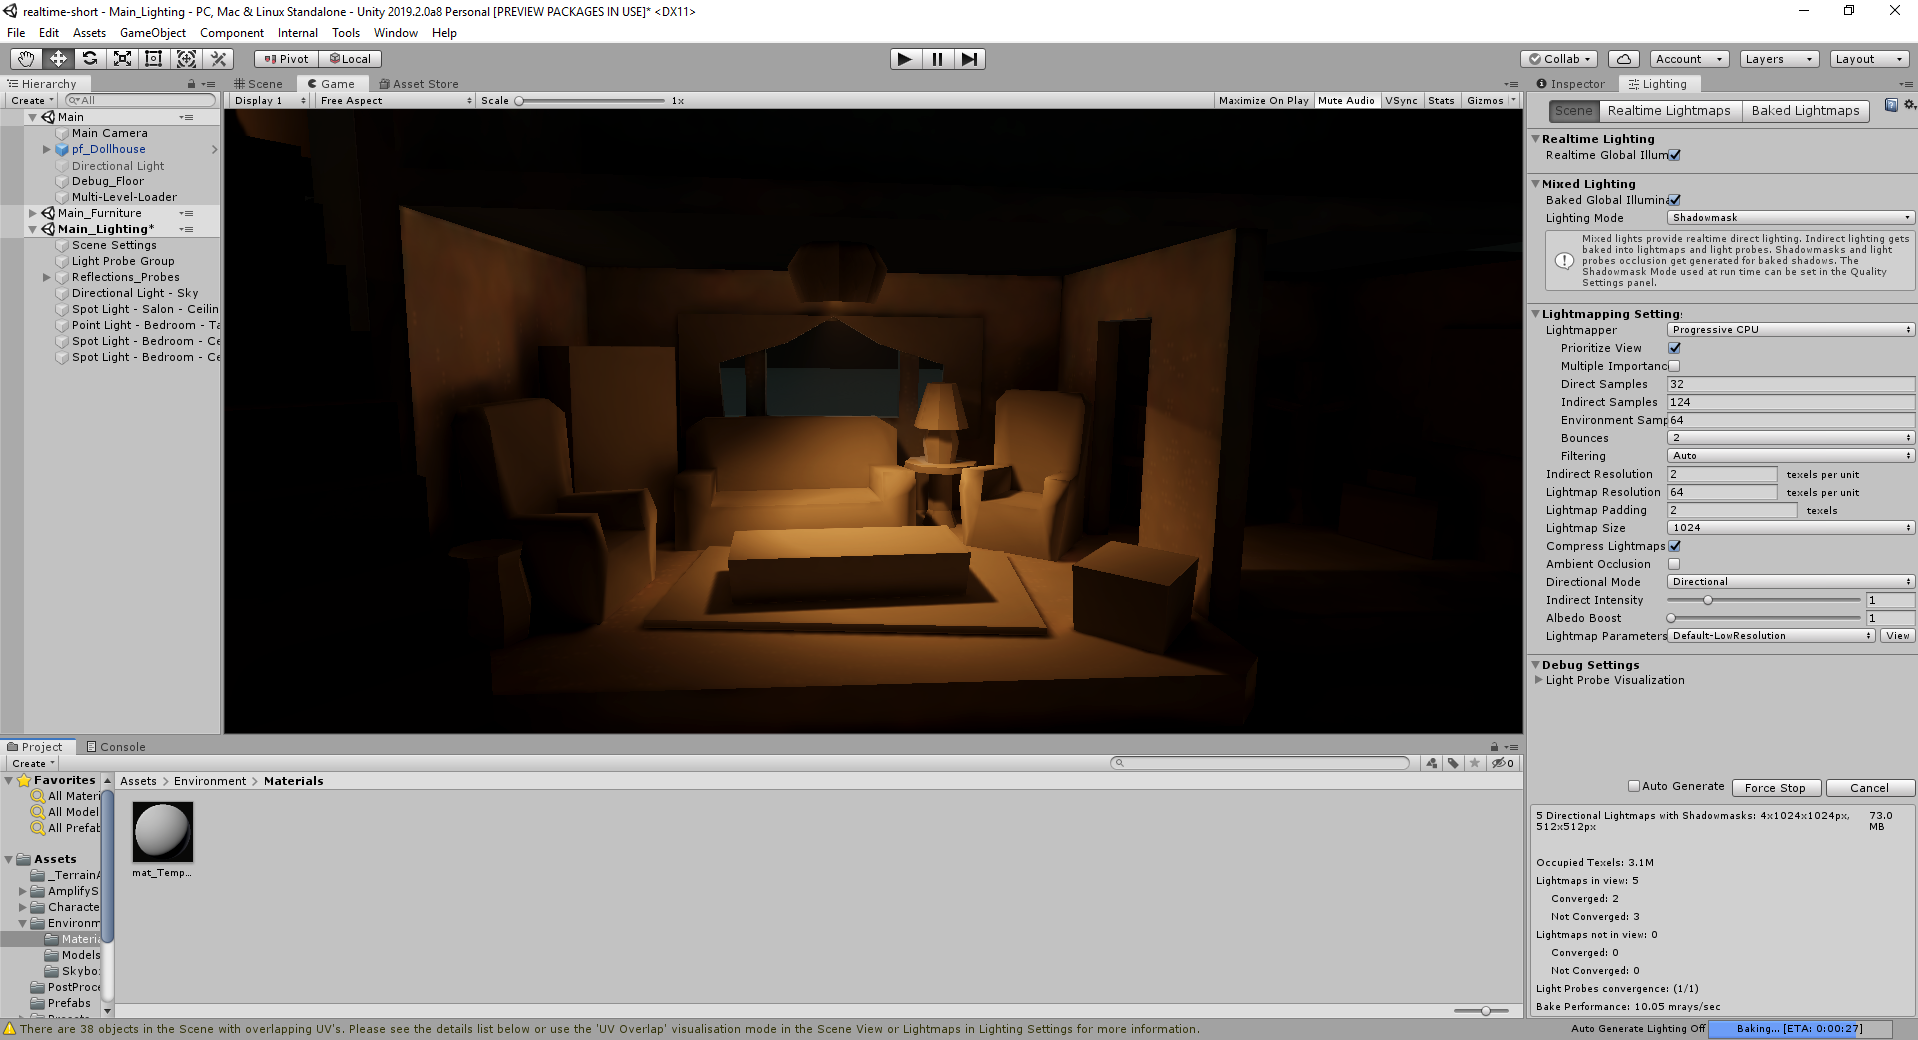 realtime-short - Main_Lighting - PC, Mac & Linux Standalone - Unity 2019.2.0a8 Personal [PREVIEW PACKAGES IN USE]* <DX11>
File Edit Assets GameObject Component Internal Tools Window Help
Pivot Local
Collab Account Layers Layout
Hierarchy
Create All
Main
Main Camera
pf_Dollhouse
Directional Light
Debug_Floor
Multi-Level-Loader
Main_Furniture
Main_Lighting*
Scene Settings
Light Probe Group
Reflections_Probes
Directional Light - Sky
Spot Light - Salon - Ceilin
Point Light - Bedroom - Ta
Spot Light - Bedroom - Ce
Spot Light - Bedroom - Ce
Scene Game Asset Store
Display 1 Free Aspect Scale 1x Maximize On Play Mute Audio VSync Stats Gizmos
Inspector Lighting
Scene Realtime Lightmaps Baked Lightmaps
Realtime Lighting
Realtime Global Illum
Mixed Lighting
Baked Global Illumina
Lighting Mode Shadowmask
Mixed lights provide realtime direct lighting. Indirect lighting gets
baked into lightmaps and light probes. Shadowmasks and light
probes occlusion get generated for baked shadows. The
Shadowmask Mode used at run time can be set in the Quality
Settings panel.
Lightmapping Settings
Lightmapper Progressive CPU
Prioritize View
Multiple Importanc
Direct Samples 32
Indirect Samples 124
Environment Samp 64
Bounces 2
Filtering Auto
Indirect Resolution 2 texels per unit
Lightmap Resolution 64 texels per unit
Lightmap Padding 2 texels
Lightmap Size 1024
Compress Lightmaps
Ambient Occlusion
Directional Mode Directional
Indirect Intensity 1
Albedo Boost 1
Lightmap Parameters Default-LowResolution View
Debug Settings
Light Probe Visualization
Auto Generate Force Stop Cancel
5 Directional Lightmaps with Shadowmasks: 4x1024x1024px, 73.0
512x512px MB
Occupied Texels: 3.1M
Lightmaps in view: 5
Converged: 2
Not Converged: 3
Lightmaps not in view: 0
Converged: 0
Not Converged: 0
Light Probes convergence: (1/1)
Bake Performance: 10.05 mrays/sec
Project Console
Create
0
Favorites
All Materi
All Model
All Prefab
Assets
_TerrainA
AmplifyS
Characte
Environm
Materia
Models
Skybo
PostProce
Prefabs
Presets
Assets > Environment > Materials
mat_Temp...
There are 38 objects in the Scene with overlapping UV's. Please see the details list below or use the 'UV Overlap' visualisation mode in the Scene View or Lightmaps in Lighting Settings for more information.
Auto Generate Lighting Off Baking... [ETA: 0:00:27]